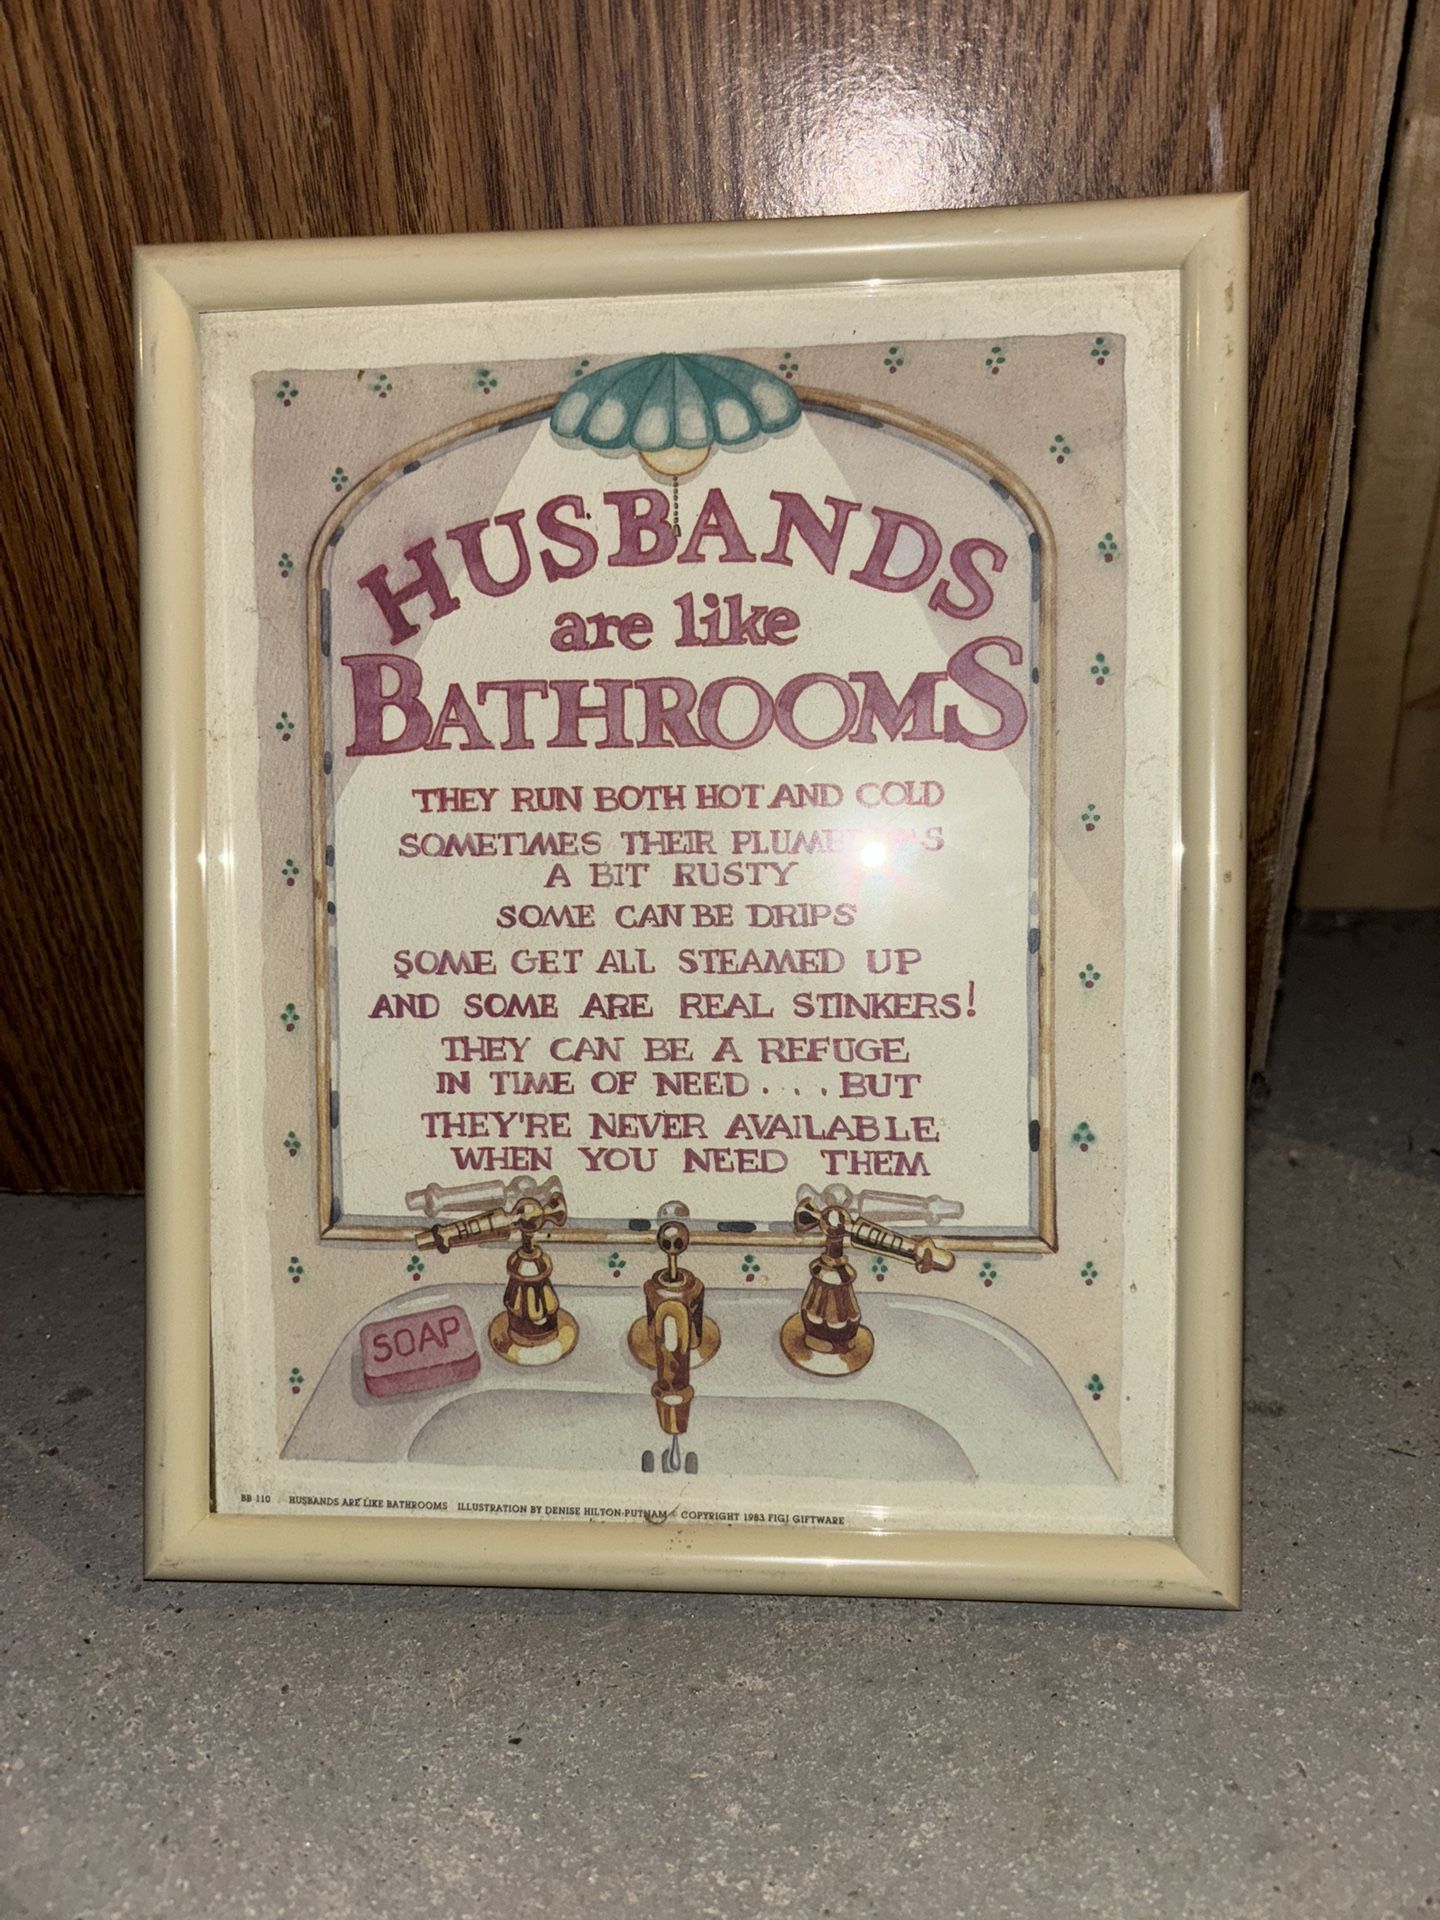 HUSBANDS
are like
BATHROOMS
THEY RUN BOTH HOT AND COLD
SOMETIMES THEIR
A BIT RUSTY
SOME CAN BE DRIPS
SOME GET ALL STEAMED UP
AND SOME ARE REAL STINKERS!
THEY CAN BE A REFUGE
IN TIME OF NEED . . . BUT
THEY'RE NEVER AVAILABLE
WHEN YOU NEED THEM
HOT
COLD
SOAP
BB 110 HUSBANDS ARE LIKE BATHROOMS ILLUSTRATION BY DENISE HILTON-PUTNAM © COPYRIGHT 1983 FIGI GIFTWARE